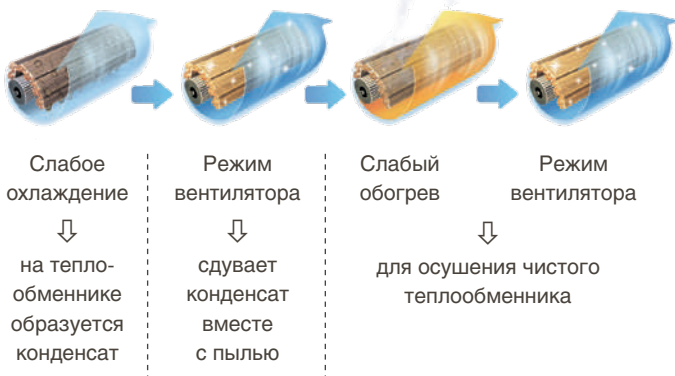 Слабое
охлаждение
на тепло-
обменнике
образуется
конденсат
Режим
вентилятора
сдувает
конденсат
вместе
с пылью
Слабый
обогрев
Режим
вентилятора
для осушения чистого
теплообменника